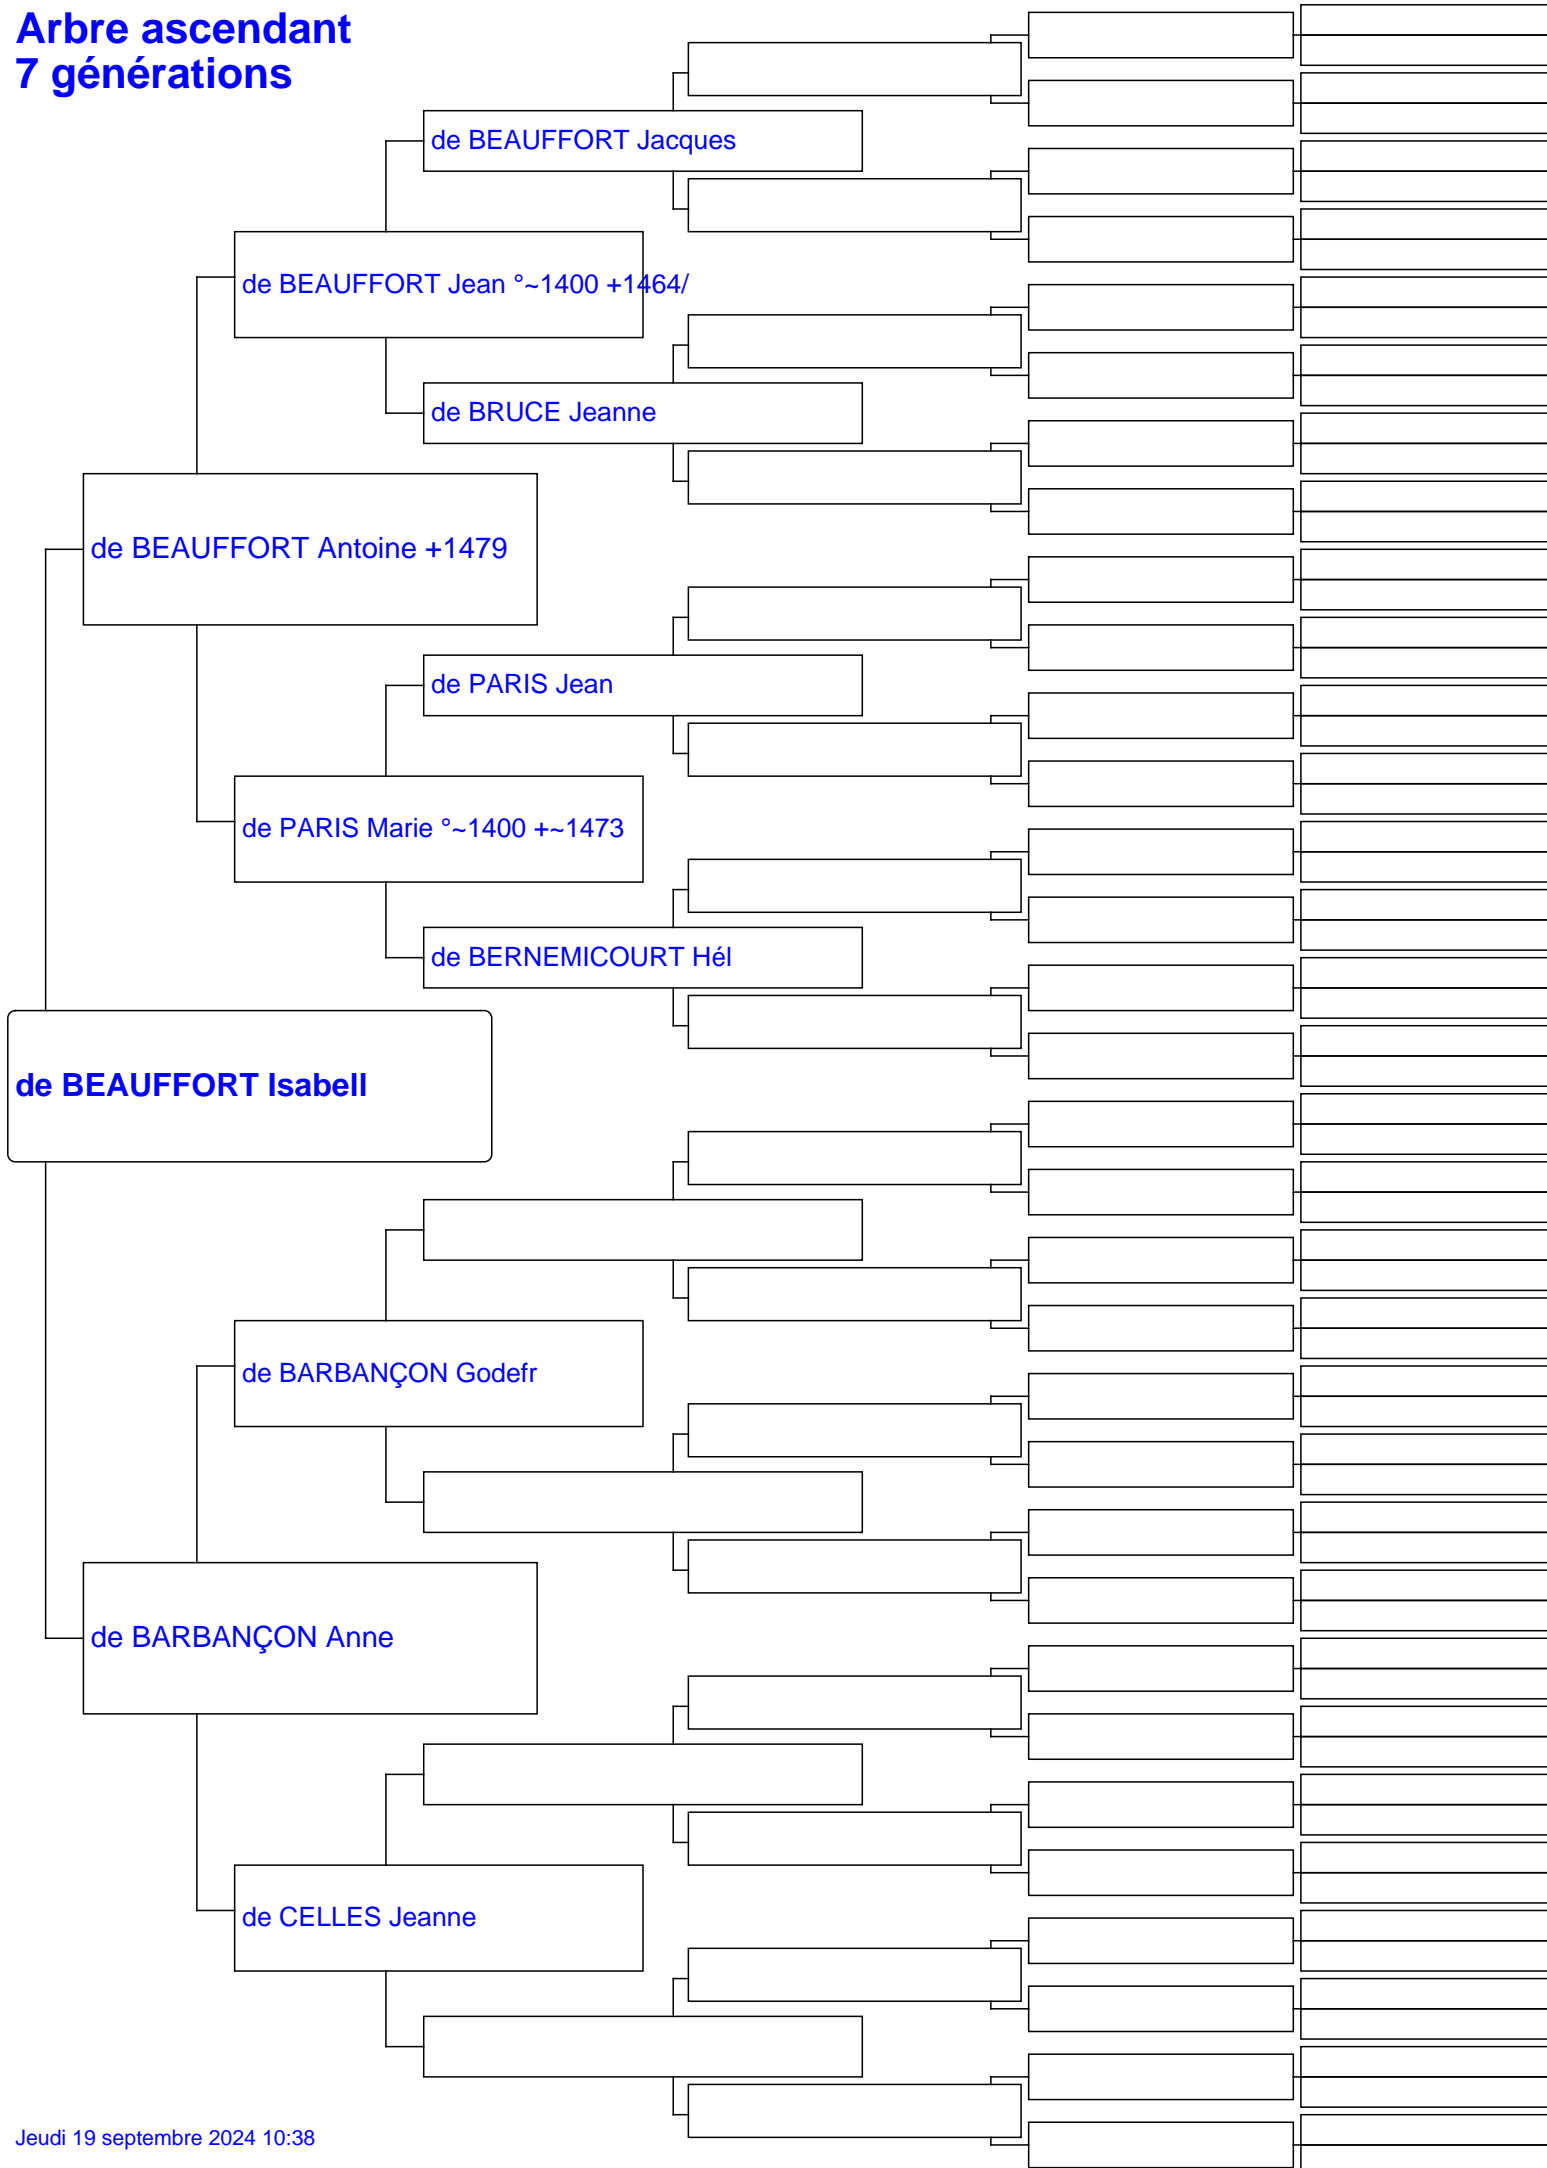 Arbre ascendant
7 générations
de BEAUFFORT Jacques
de BEAUFFORT Jean °~1400 +1464/
de BRUCE Jeanne
de BEAUFFORT Antoine +1479
de PARIS Jean
de PARIS Marie °~1400 +~1473
de BERNEMICOURT Hél
de BEAUFFORT Isabell
de BARBANÇON Godefr
de BARBANÇON Anne
de CELLES Jeanne
Jeudi 19 septembre 2024 10:38